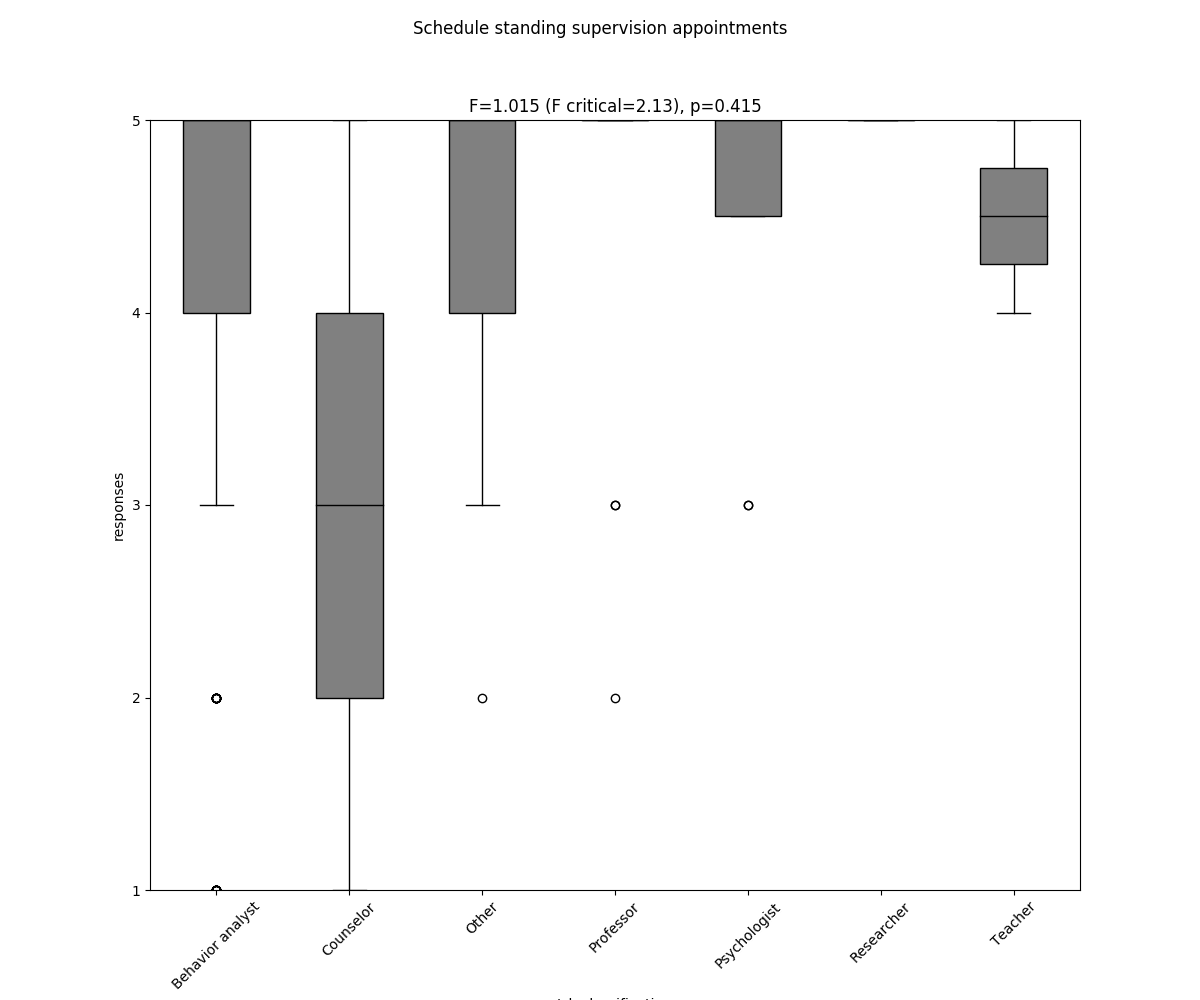 Schedule standing supervision appointments
F=1.015 (F critical=2.13), p=0.415
5
4
3
2
1
responses
Behavior analyst
Counselor
Other
Professor
Psychologist
Researcher
Teacher